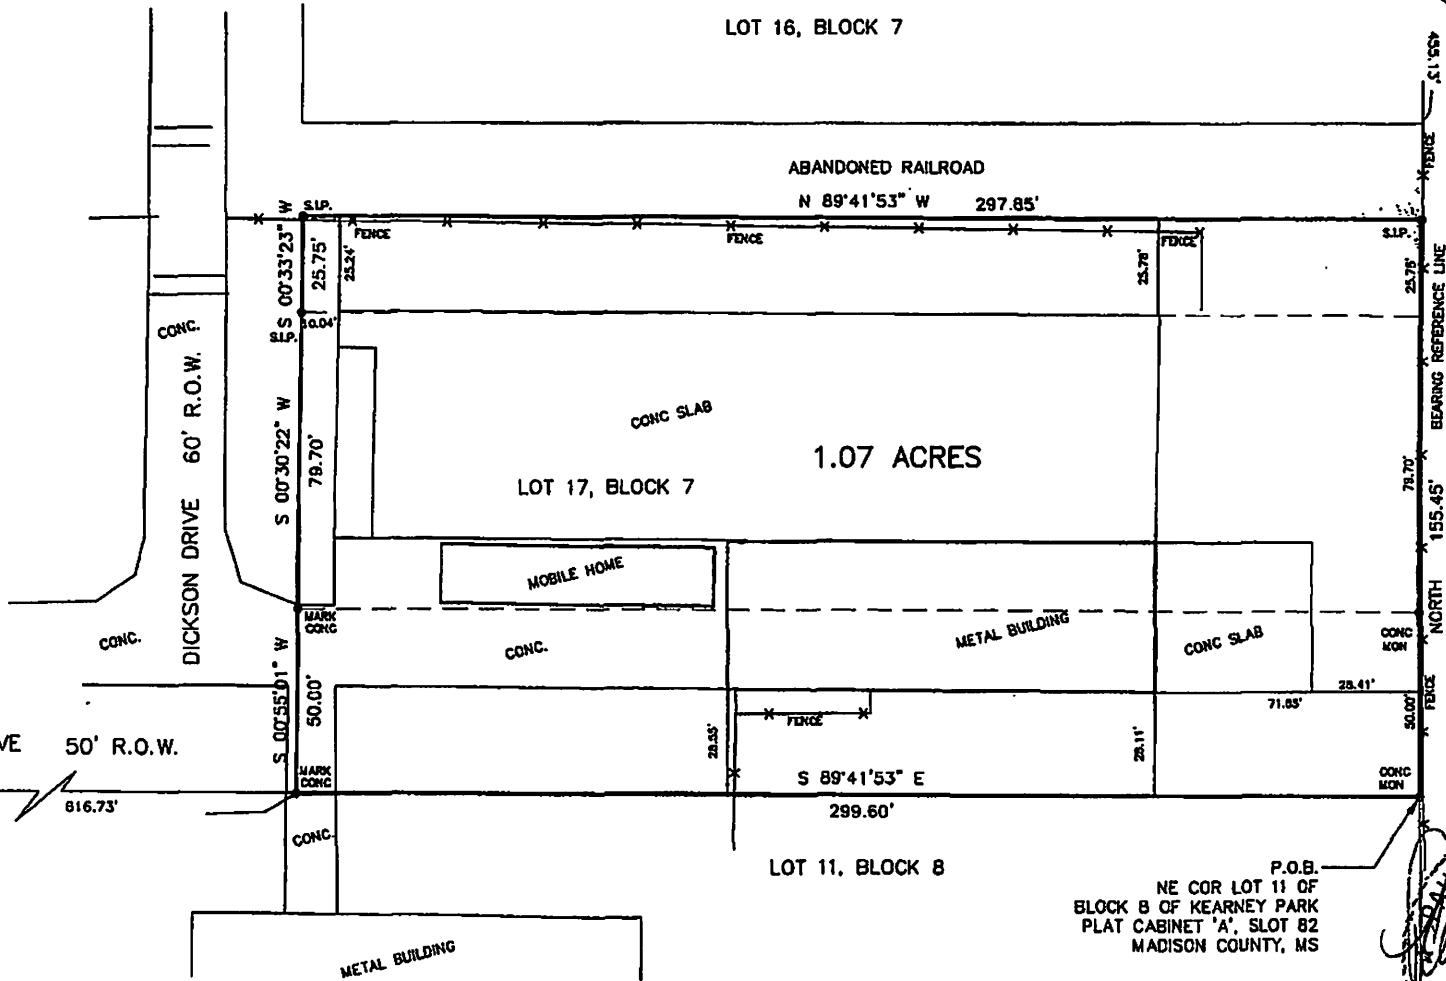 LOT 16, BLOCK 7
455.13'
FENCE
ABANDONED RAILROAD
N 89°41'53" W 297.85'
S.I.P.
FENCE
FENCE
FENCE
S.I.P.
S 00°33'23" W
25.75'
25.24'
25.78'
25.75'
BEARING REFERENCE LINE
CONC.
S.I.P.
10.04'
DICKSON DRIVE 60' R.O.W.
S 00°30'22" W
79.70'
CONC SLAB
1.07 ACRES
LOT 17, BLOCK 7
79.70'
NORTH 155.45'
MOBILE HOME
MARK
CONC
METAL BUILDING
CONC SLAB
CONC
MON
CONC.
CONC.
S 00°55'01" W
50.00'
28.41'
71.65'
50.00'
FENCE
FENCE
28.55'
28.11'
VE 50' R.O.W.
MARK
CONC
CONC
MON
S 89°41'53" E
299.60'
616.73'
CONC.
LOT 11, BLOCK 8
P.O.B.
NE COR LOT 11 OF
BLOCK 8 OF KEARNEY PARK
PLAT CABINET 'A', SLOT 82
MADISON COUNTY, MS
METAL BUILDING